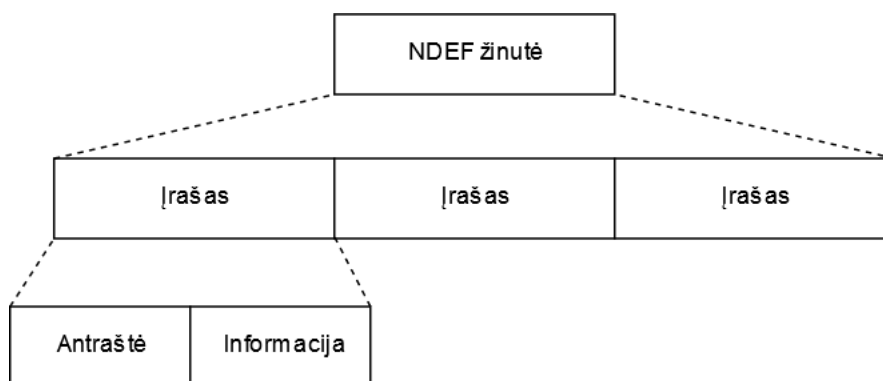 NDEF žinutė
Įrašas
Įrašas
Įrašas
Antraštė
Informacija